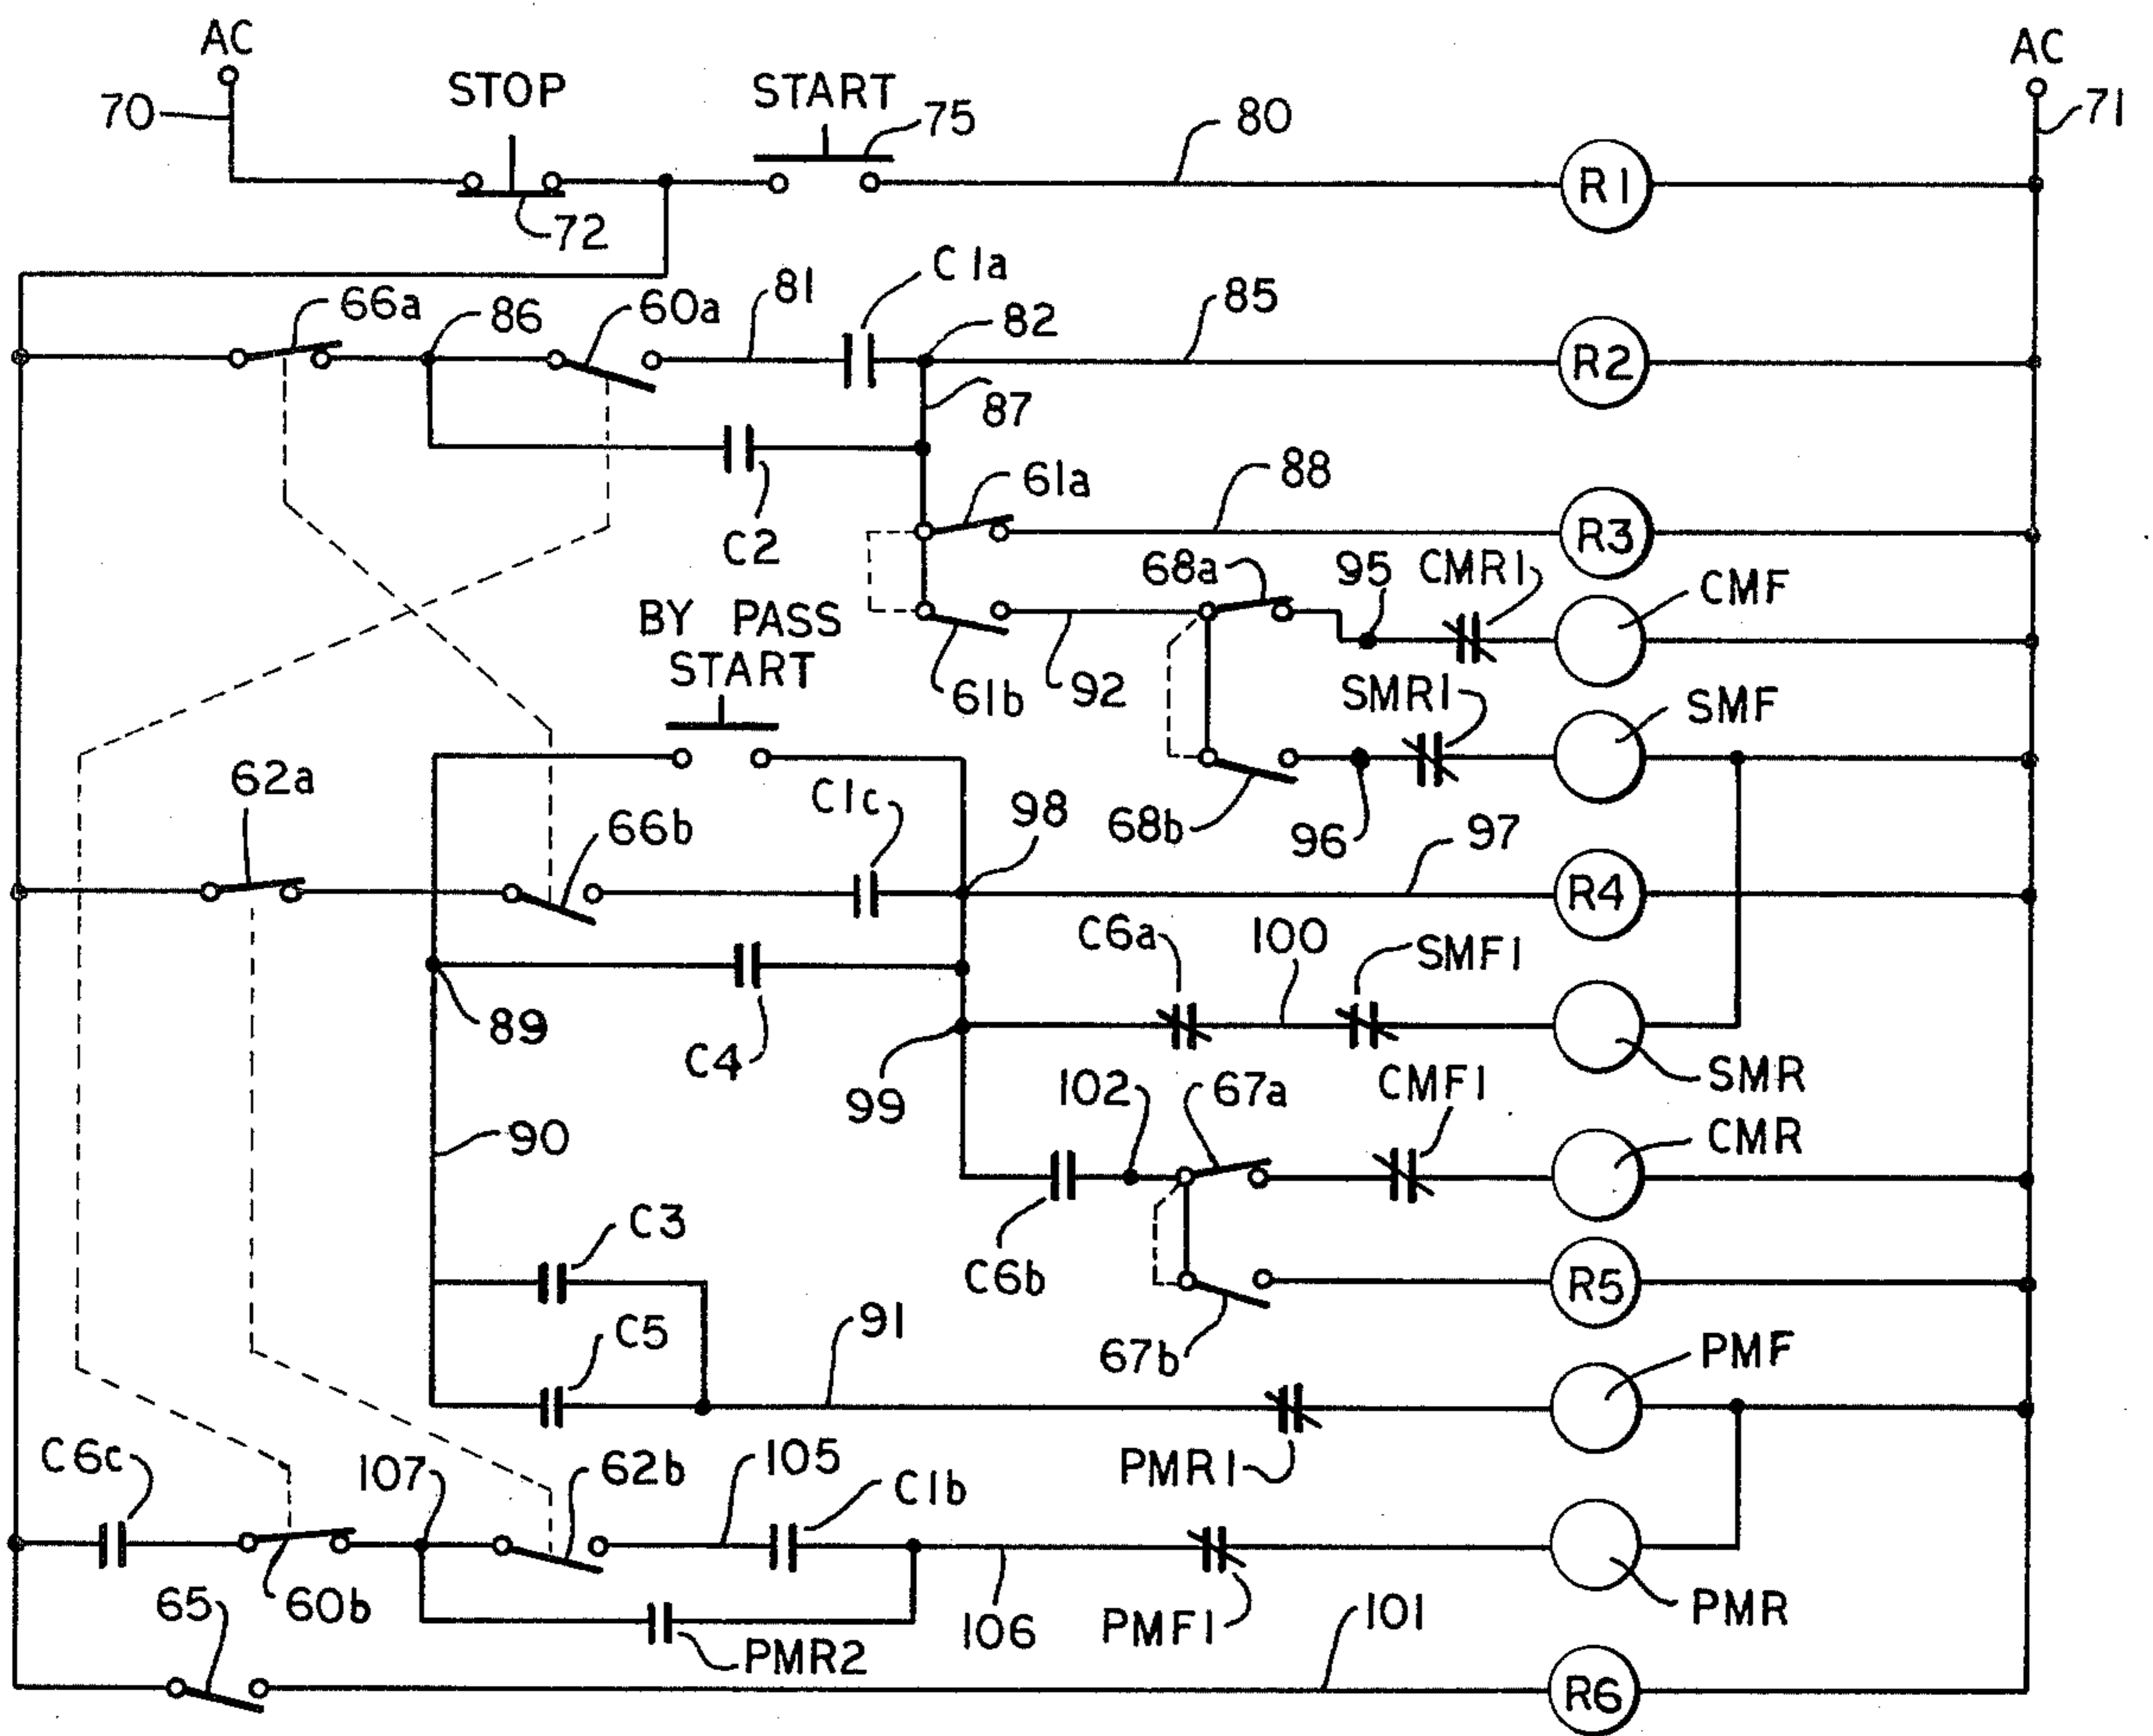 AC
AC
70
STOP
START
75
80
71
R1
72
66a
86
60a
81
C1a
82
85
R2
87
C2
61a
88
R3
68a
95
CMR1
CMF
BY PASS
START
61b
92
SMR1
SMF
62a
66b
C1c
98
68b
96
97
R4
89
C4
C6a
100
SMF1
99
SMR
102
67a
CMF1
90
CMR
C3
C6b
R5
C5
91
67b
PMF
C6c
107
62b
105
C1b
PMR1
65
60b
PMR2
106
PMF1
101
PMR
R6